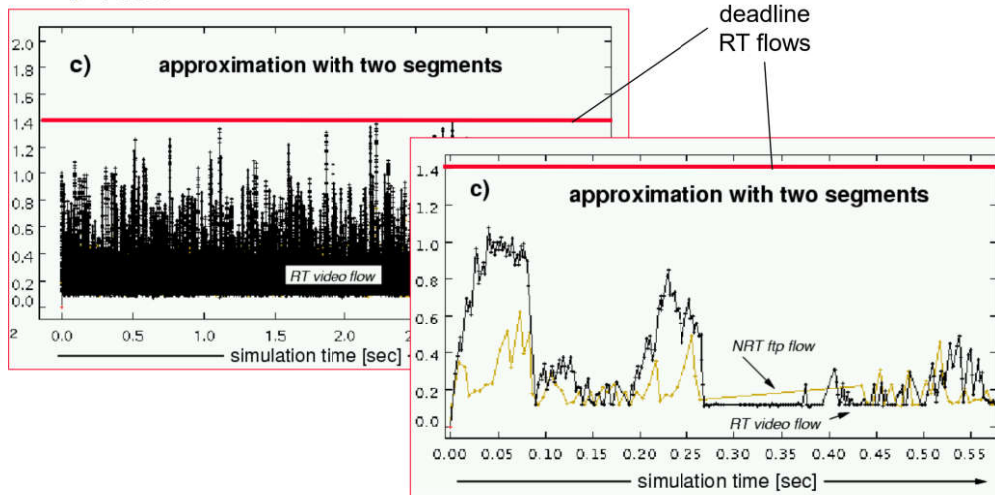 deadline
RT flows
2.0
c) approximation with two segments
1.8
1.6
1.4
1.2
1.0
0.8
0.6
0.4
RT video flow
0.2
0.0
2 0.0 0.5 1.0 1.5 2.0 2
simulation time [sec]
1.4
c) approximation with two segments
1.2
1.0
0.8
0.6
NRT ftp flow
0.4
0.2
RT video flow
0.0
0.00 0.05 0.10 0.15 0.20 0.25 0.30 0.35 0.40 0.45 0.50 0.55
simulation time [sec]